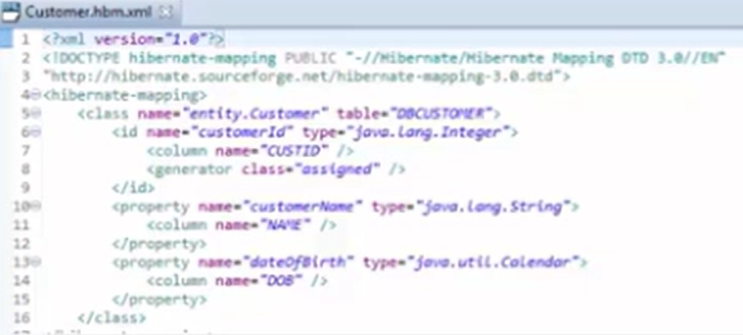 Customer.hbm.xml
1 <?xml version="1.0"?>
2 <!DOCTYPE hibernate-mapping PUBLIC "-//Hibernate/Hibernate Mapping DTD 3.0//EN"
3 "http://hibernate.sourceforge.net/hibernate-mapping-3.0.dtd">
4 <hibernate-mapping>
5 <class name="entity.Customer" table="DBCUSTOMER">
6 <id name="customerId" type="java.lang.Integer">
7 <column name="CUSTID" />
8 <generator class="assigned" />
9 </id>
10 <property name="customerName" type="java.lang.String">
11 <column name="NAME" />
12 </property>
13 <property name="dateOfBirth" type="java.util.Calendar">
14 <column name="DOB" />
15 </property>
16 </class>